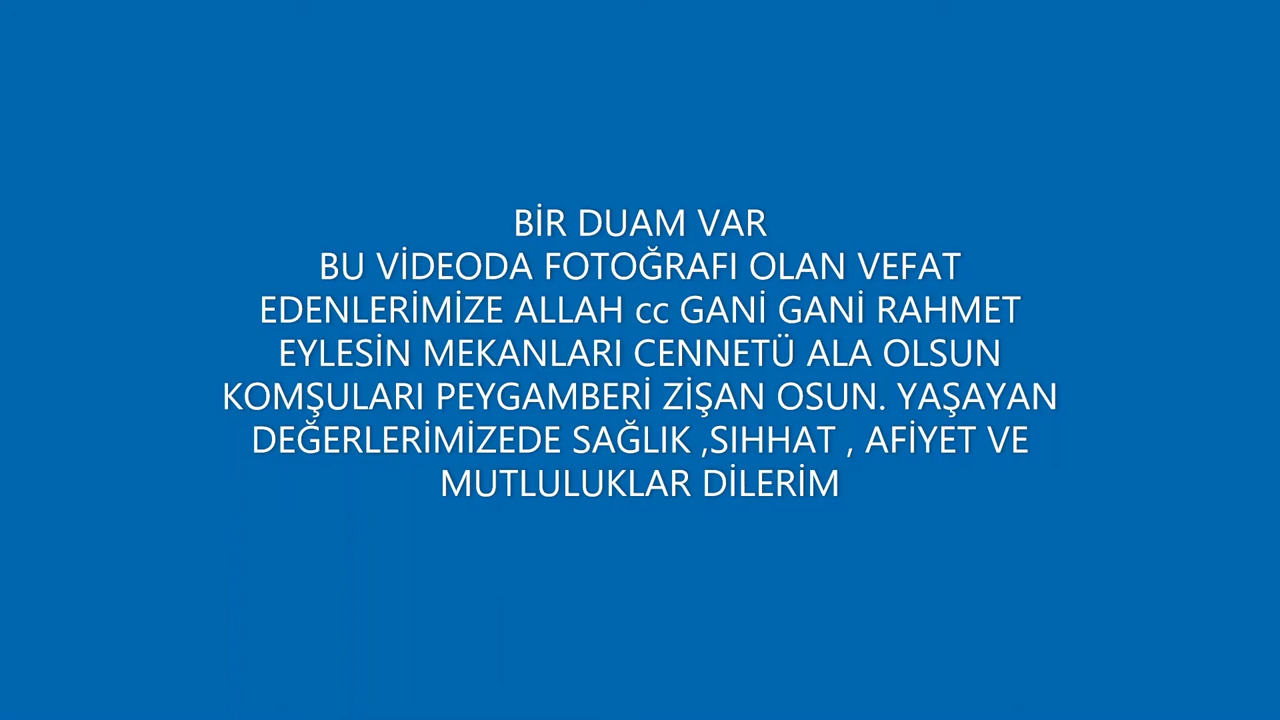 BİR DUAM VAR
BU VİDEODA FOTOĞRAFI OLAN VEFAT
EDENLERİMİZE ALLAH cc GANİ GANİ RAHMET
EYLESİN MEKANLARI CENNETÜ ALA OLSUN
KOMŞULARI PEYGAMBERİ ZİŞAN OSUN. YAŞAYAN
DEĞERLERİMİZEDE SAĞLIK ,SIHHAT , AFİYET VE
MUTLULUKLAR DİLERİM